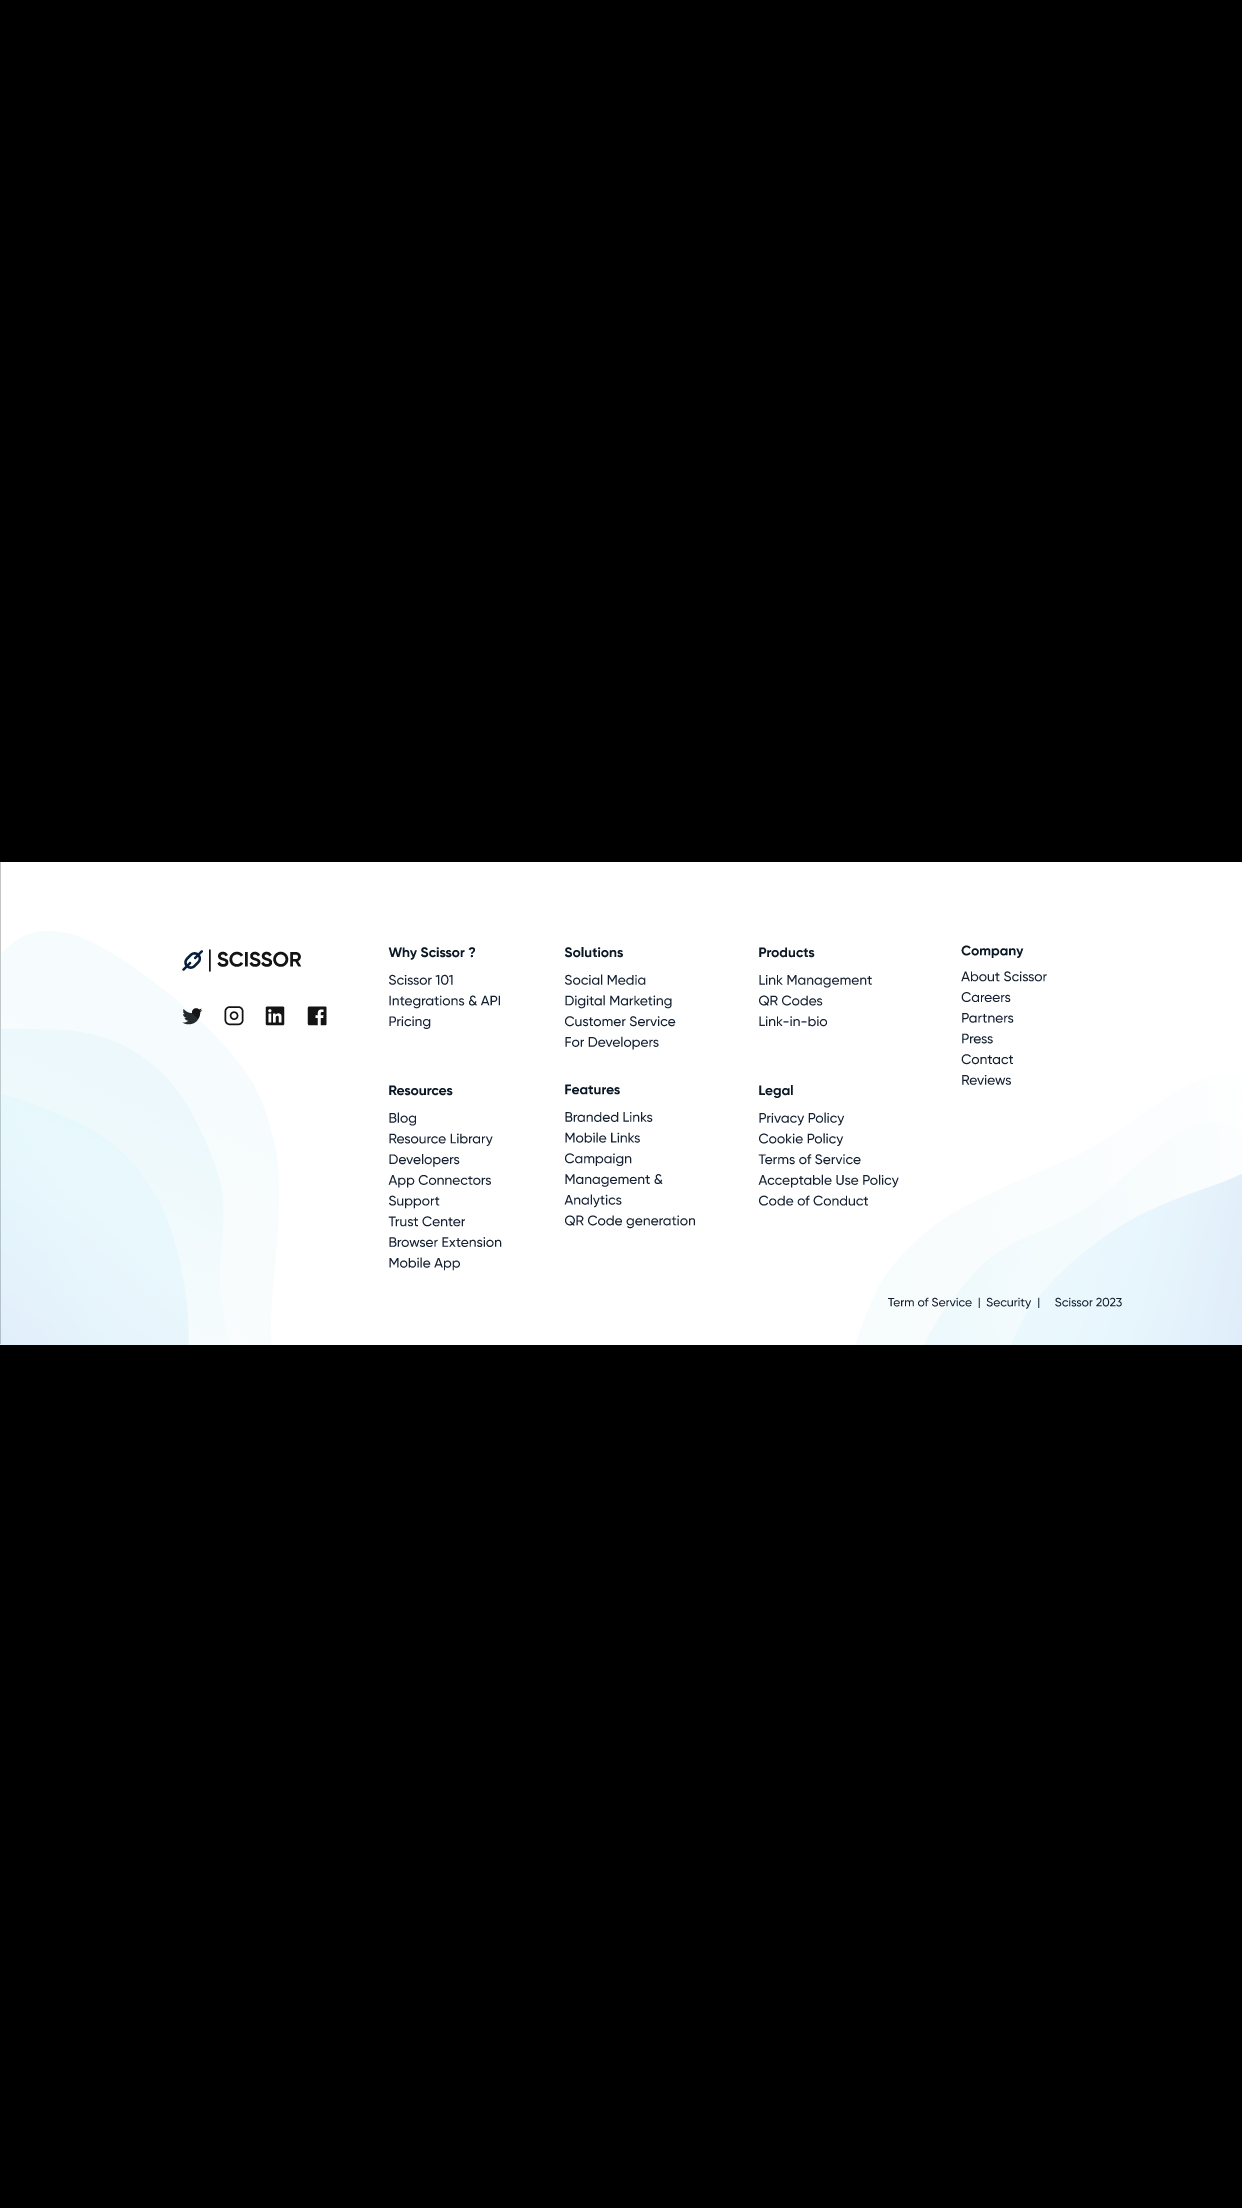 SCISSOR
Why Scissor ?
Scissor 101
Integrations & API
Pricing
Solutions
Social Media
Digital Marketing
Customer Service
For Developers
Products
Link Management
QR Codes
Link-in-bio
Company
About Scissor
Careers
Partners
Press
Contact
Reviews
Resources
Blog
Resource Library
Developers
App Connectors
Support
Trust Center
Browser Extension
Mobile App
Features
Branded Links
Mobile Links
Campaign
Management &
Analytics
QR Code generation
Legal
Privacy Policy
Cookie Policy
Terms of Service
Acceptable Use Policy
Code of Conduct
Term of Service | Security | Scissor 2023